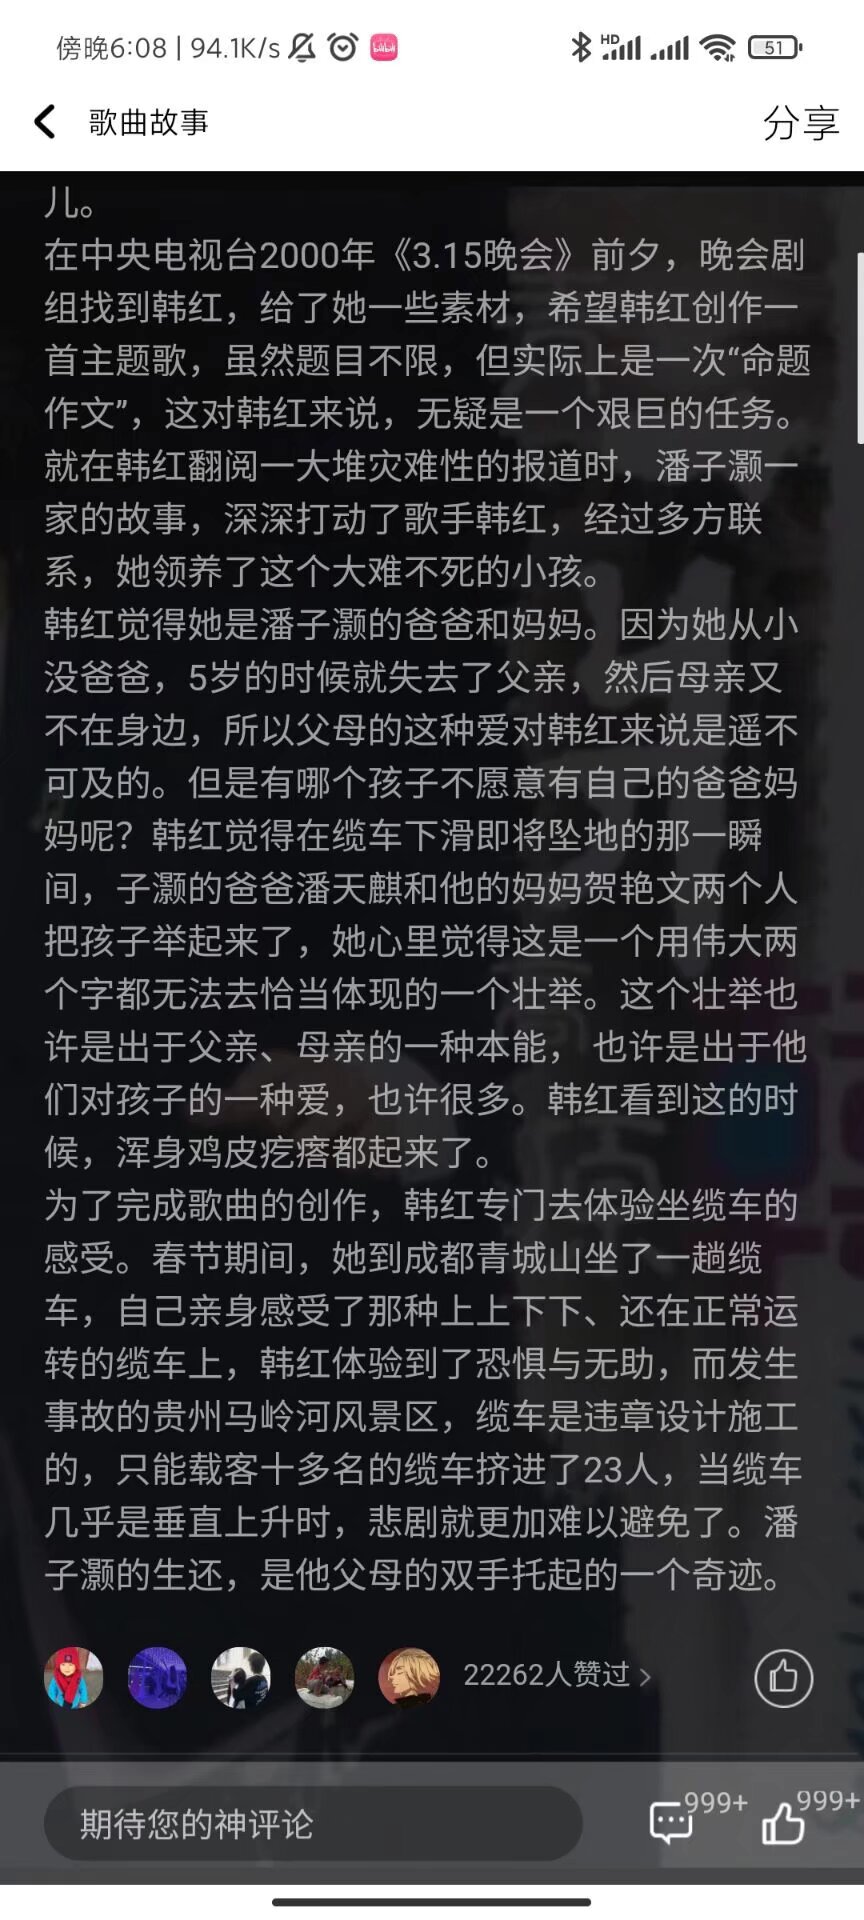 傍晚6:08 | 94.1K/s
HD
51
歌曲故事
分享
儿。
在中央电视台2000年《3.15晚会》前夕，晚会剧
组找到韩红，给了她一些素材，希望韩红创作一
首主题歌，虽然题目不限，但实际上是一次“命题
作文”，这对韩红来说，无疑是一个艰巨的任务。
就在韩红翻阅一大堆灾难性的报道时，潘子灏一
家的故事，深深打动了歌手韩红，经过多方联
系，她领养了这个大难不死的小孩。
韩红觉得她是潘子灏的爸爸和妈妈。因为她从小
没爸爸，5岁的时候就失去了父亲，然后母亲又
不在身边，所以父母的这种爱对韩红来说是遥不
可及的。但是有哪个孩子不愿意有自己的爸爸妈
妈呢？韩红觉得在缆车下滑即将坠地的那一瞬
间，子灏的爸爸潘天麒和他的妈妈贺艳文两个人
把孩子举起来了，她心里觉得这是一个用伟大两
个字都无法去恰当体现的一个壮举。这个壮举也
许是出于父亲、母亲的一种本能， 也许是出于他
们对孩子的一种爱，也许很多。韩红看到这的时
候，浑身鸡皮疙瘩都起来了。
为了完成歌曲的创作，韩红专门去体验坐缆车的
感受。春节期间，她到成都青城山坐了一趟缆
车，自己亲身感受了那种上上下下、还在正常运
转的缆车上，韩红体验到了恐惧与无助，而发生
事故的贵州马岭河风景区，缆车是违章设计施工
的，只能载客十多名的缆车挤进了23人，当缆车
几乎是垂直上升时，悲剧就更加难以避免了。潘
子灏的生还，是他父母的双手托起的一个奇迹。
22262人赞过
期待您的神评论
999+
999+